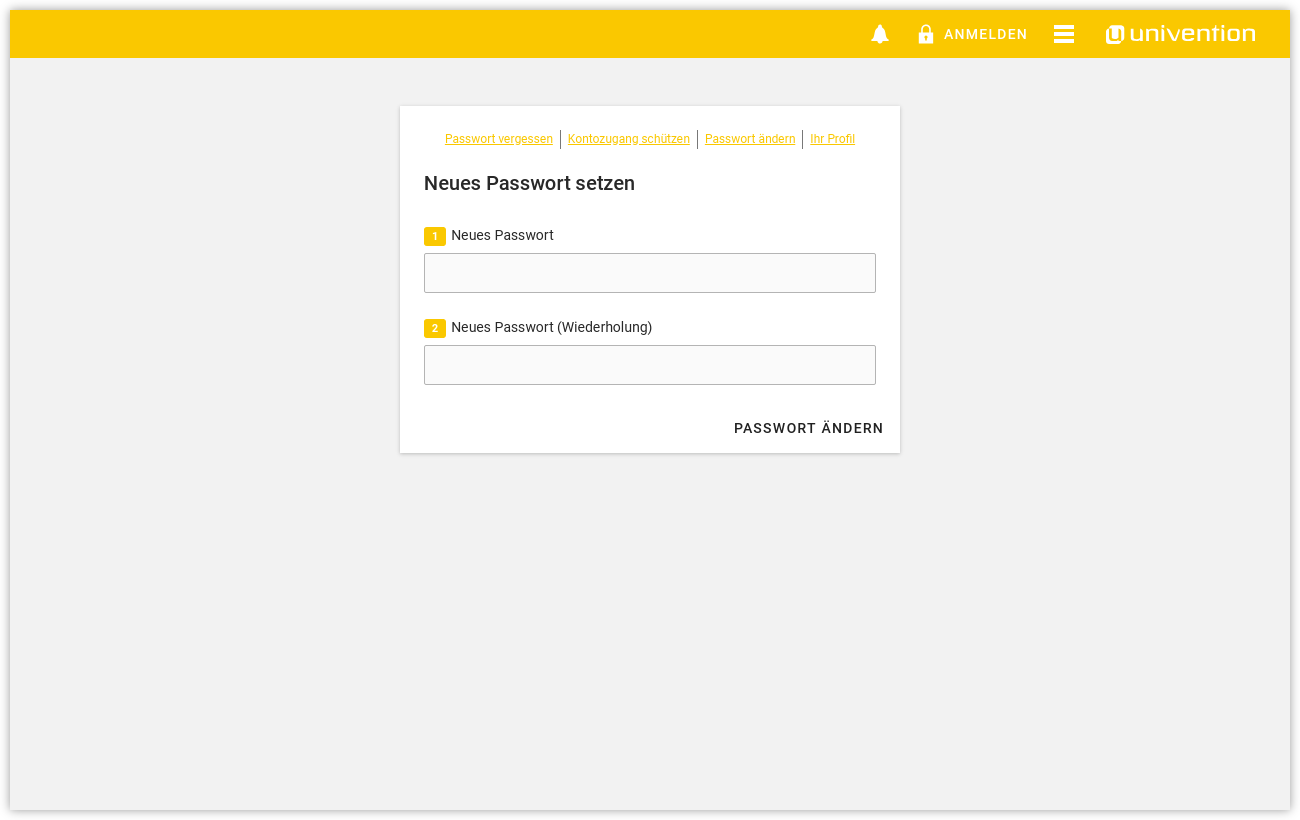 ANMELDEN univention
Passwort vergessen Kontozugang schützen Passwort ändern Ihr Profil
Neues Passwort setzen
1 Neues Passwort
2 Neues Passwort (Wiederholung)
PASSWORT ÄNDERN